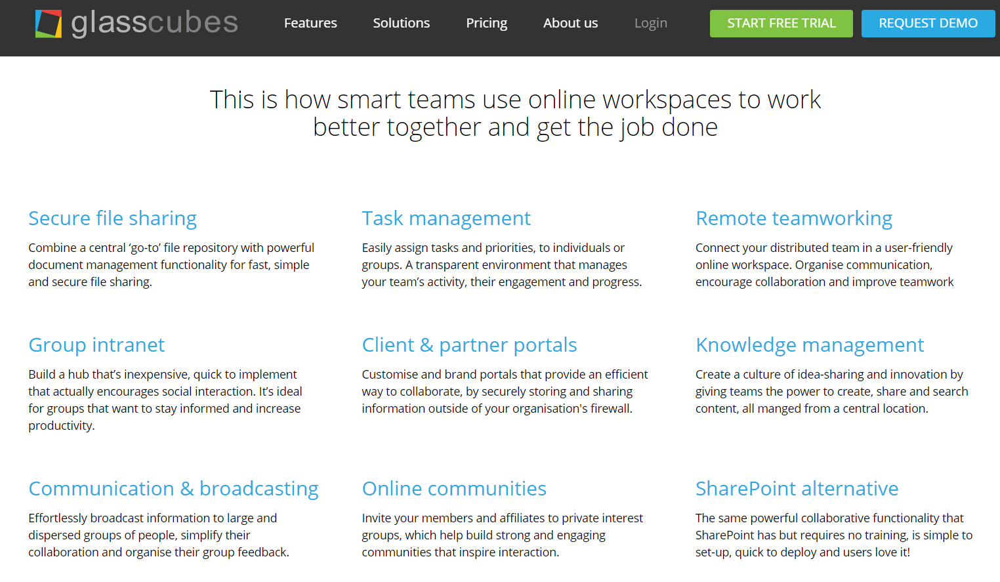 glasscubes
Features Solutions Pricing About us Login START FREE TRIAL REQUEST DEMO
This is how smart teams use online workspaces to work
better together and get the job done
Secure file sharing
Combine a central ‘go-to’ file repository with powerful
document management functionality for fast, simple
and secure file sharing.
Task management
Easily assign tasks and priorities, to individuals or
groups. A transparent environment that manages
your team’s activity, their engagement and progress.
Remote teamworking
Connect your distributed team in a user-friendly
online workspace. Organise communication,
encourage collaboration and improve teamwork
Group intranet
Build a hub that’s inexpensive, quick to implement
that actually encourages social interaction. It’s ideal
for groups that want to stay informed and increase
productivity.
Client & partner portals
Customise and brand portals that provide an efficient
way to collaborate, by securely storing and sharing
information outside of your organisation's firewall.
Knowledge management
Create a culture of idea-sharing and innovation by
giving teams the power to create, share and search
content, all manged from a central location.
Communication & broadcasting
Effortlessly broadcast information to large and
dispersed groups of people, simplify their
collaboration and organise their group feedback.
Online communities
Invite your members and affiliates to private interest
groups, which help build strong and engaging
communities that inspire interaction.
SharePoint alternative
The same powerful collaborative functionality that
SharePoint has but requires no training, is simple to
set-up, quick to deploy and users love it!